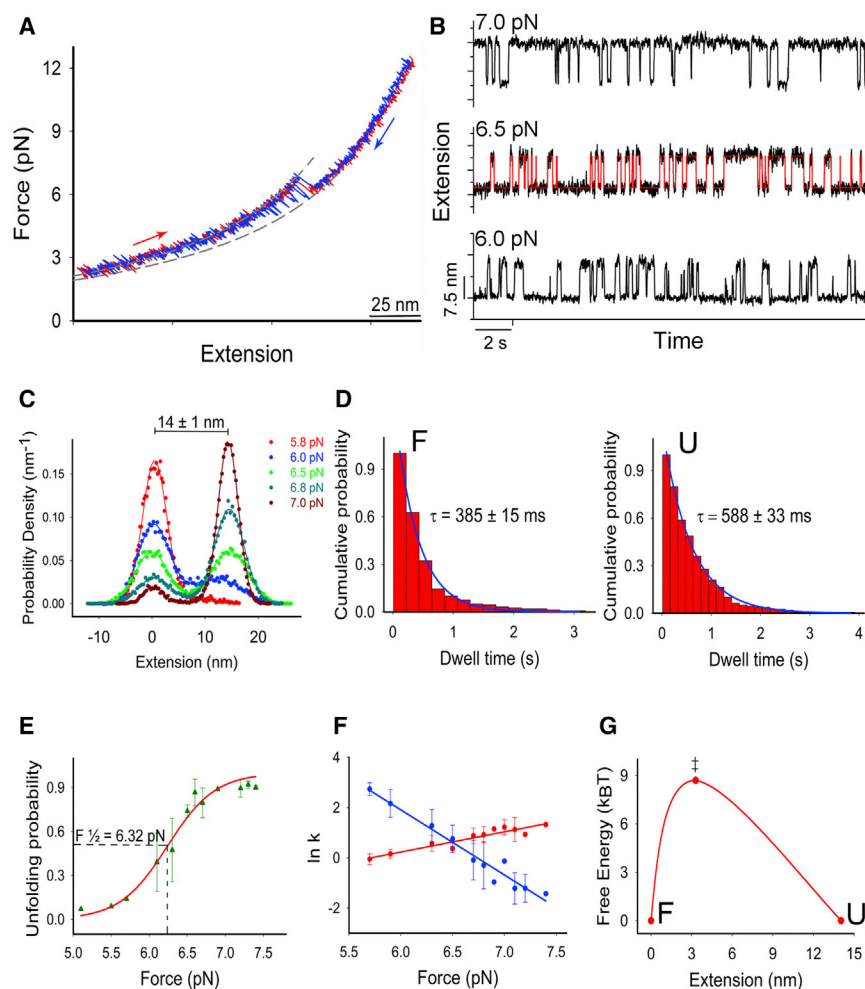 A
Force (pN)
12
9
6
3
0
25 nm
Extension
B
7.0 pN
6.5 pN
6.0 pN
Extension
7.5 nm
2 s
Time
C
14 ± 1 nm
5.8 pN
6.0 pN
6.5 pN
6.8 pN
7.0 pN
Probability Density (nm⁻¹)
0.15
0.10
0.05
0.00
-10 0 10 20
Extension (nm)
D
F
Cumulative probability
0.9
0.6
0.3
0.0
τ = 385 ± 15 ms
0 1 2 3
Dwell time (s)
U
Cumulative probability
0.9
0.6
0.3
0.0
τ = 588 ± 33 ms
0 1 2 3 4
Dwell time (s)
E
Unfolding probability
0.9
0.6
0.3
0.0
F ½ = 6.32 pN
5.0 5.5 6.0 6.5 7.0 7.5
Force (pN)
F
ln k
4
2
0
-2
5.5 6.0 6.5 7.0 7.5
Force (pN)
G
Free Energy (kBT)
9
6
3
0
‡
F
U
0 3 6 9 12 15
Extension (nm)